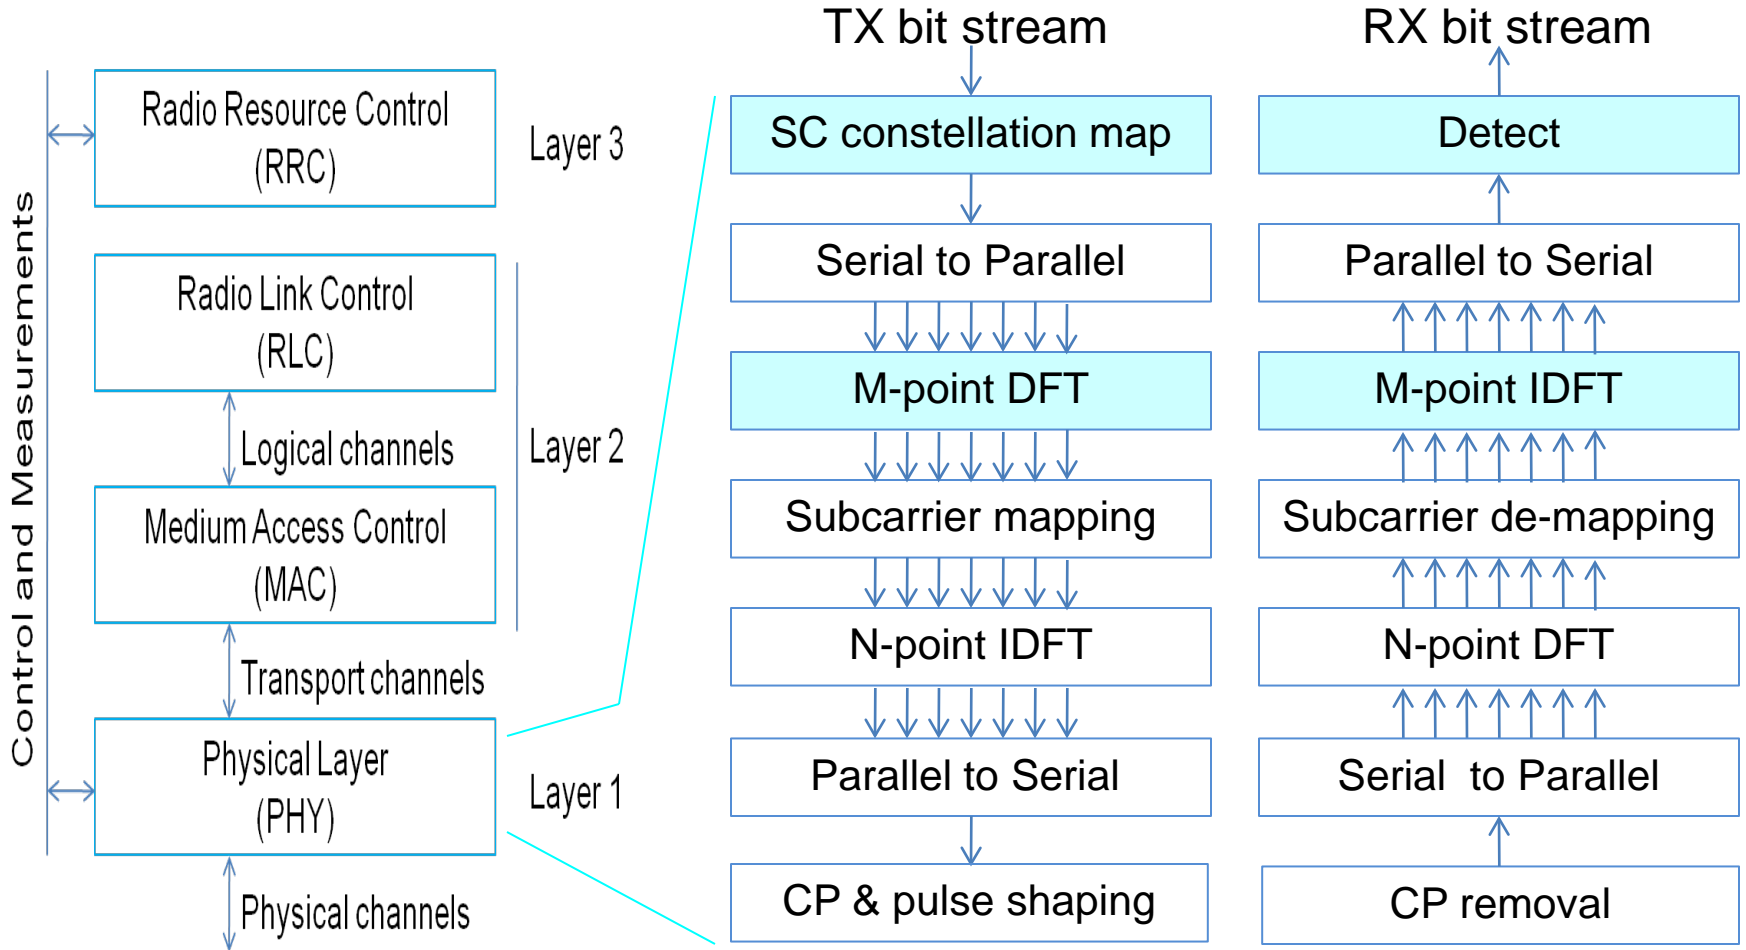 Control and Measurements
Radio Resource Control
(RRC)
Layer 3
Radio Link Control
(RLC)
Logical channels
Layer 2
Medium Access Control
(MAC)
Transport channels
Physical Layer
(PHY)
Layer 1
Physical channels
TX bit stream
SC constellation map
Serial to Parallel
M-point DFT
Subcarrier mapping
N-point IDFT
Parallel to Serial
CP & pulse shaping
RX bit stream
Detect
Parallel to Serial
M-point IDFT
Subcarrier de-mapping
N-point DFT
Serial to Parallel
CP removal